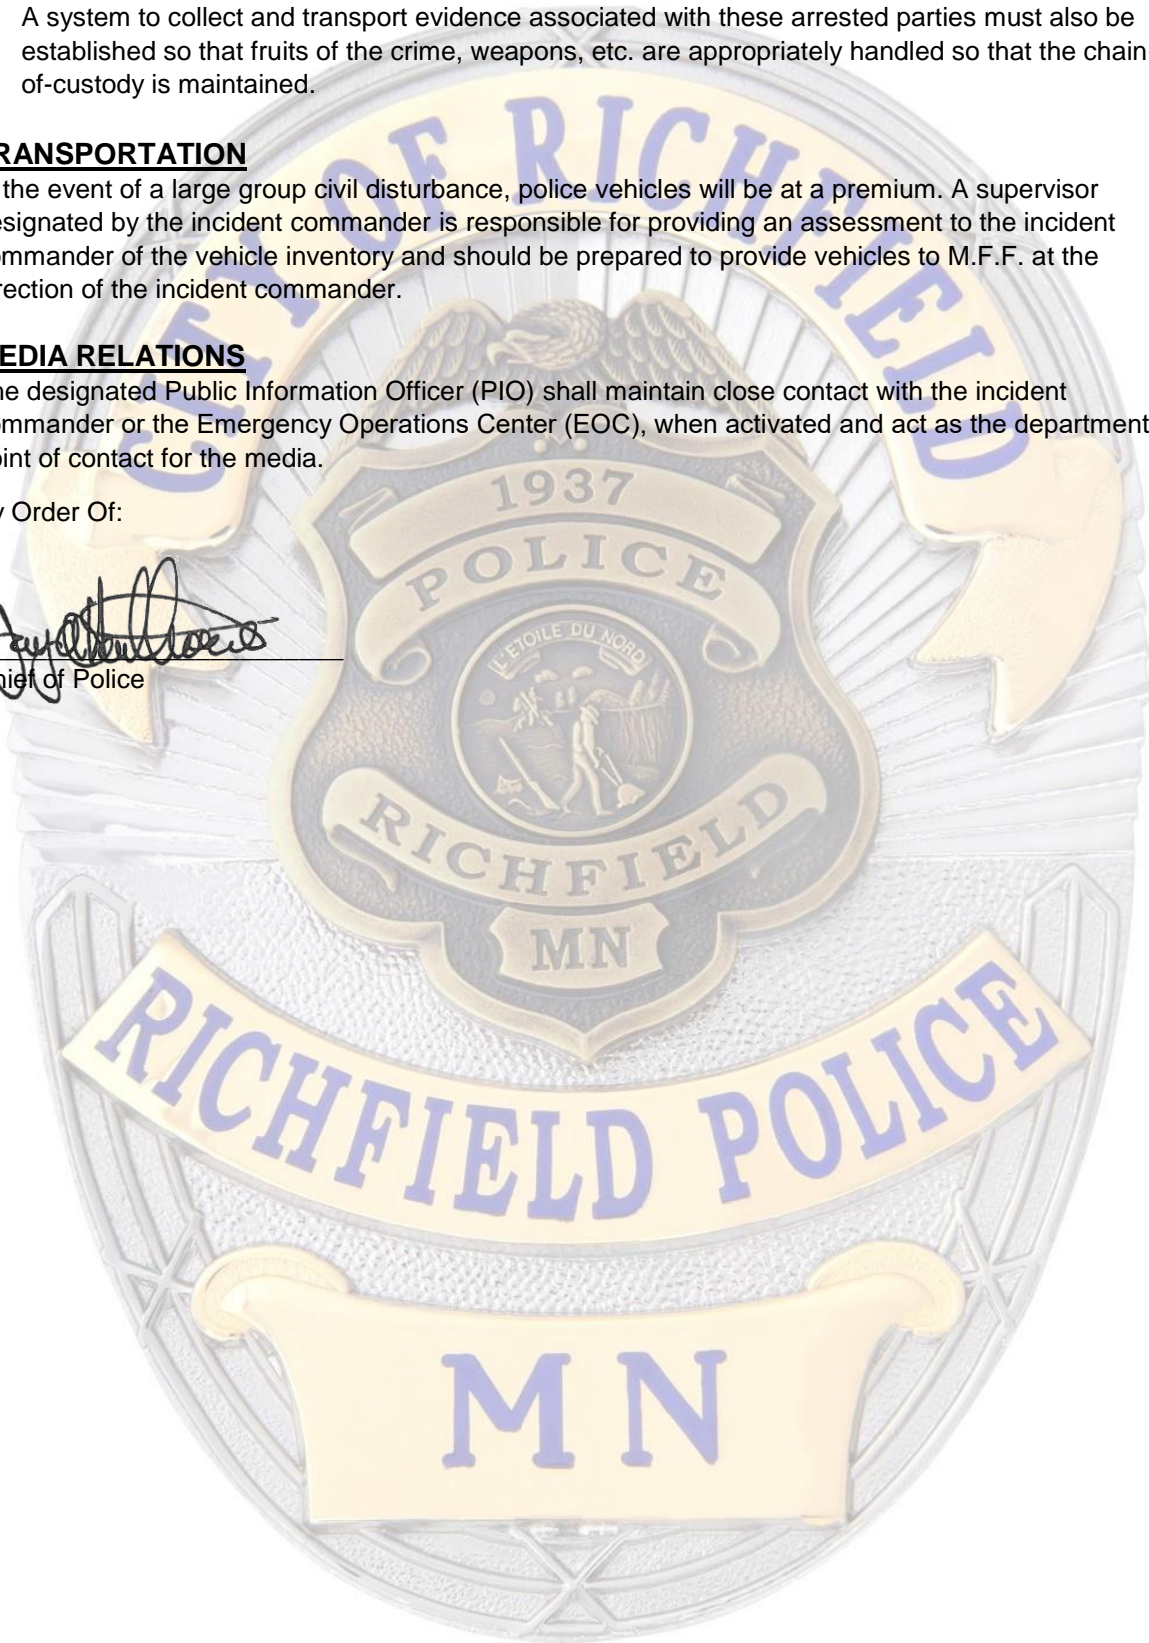 A system to collect and transport evidence associated with these arrested parties must also be
established so that fruits of the crime, weapons, etc. are appropriately handled so that the chain
of-custody is maintained.
RANSPORTATION
the event of a large group civil disturbance, police vehicles will be at a premium. A supervisor
esignated by the incident commander is responsible for providing an assessment to the incident
ommander of the vehicle inventory and should be prepared to provide vehicles to M.F.F. at the
rection of the incident commander.
EDIA RELATIONS
he designated Public Information Officer (PIO) shall maintain close contact with the incident
ommander or the Emergency Operations Center (EOC), when activated and act as the department
oint of contact for the media.
y Order Of:
hief of Police
CITY OF RICHFIELD
1937
POLICE
L'ETOILE DU NORD
RICHFIELD
MN
RICHFIELD POLICE
MN